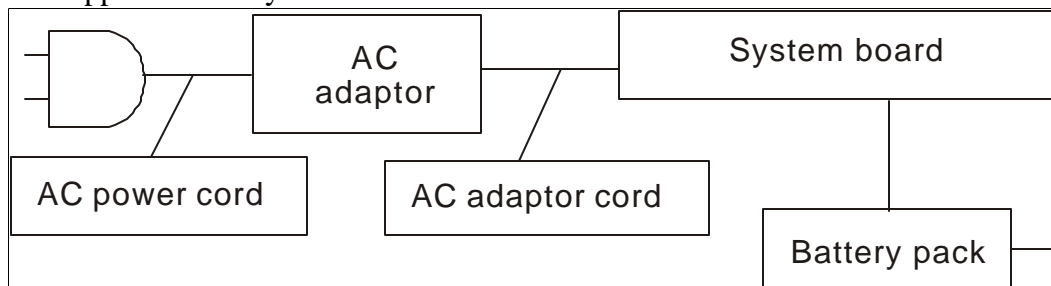 AC
adaptor
System board
AC power cord
AC adaptor cord
Battery pack